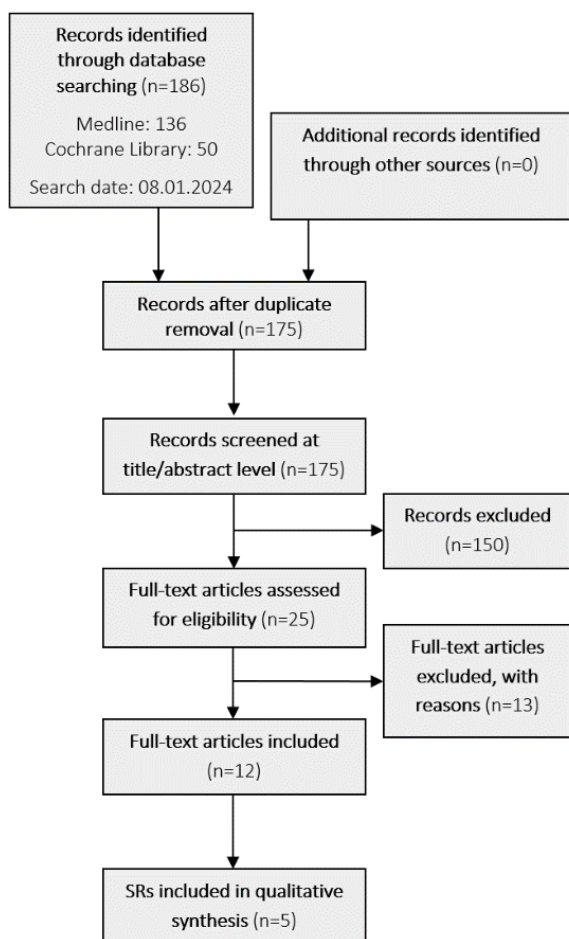 Records identified
through database
searching (n=186)
Medline: 136
Cochrane Library: 50
Search date: 08.01.2024
Additional records identified
through other sources (n=0)
Records after duplicate
removal (n=175)
Records screened at
title/abstract level (n=175)
Records excluded
(n=150)
Full-text articles assessed
for eligibility (n=25)
Full-text articles
excluded, with
reasons (n=13)
Full-text articles included
(n=12)
SRs included in qualitative
synthesis (n=5)